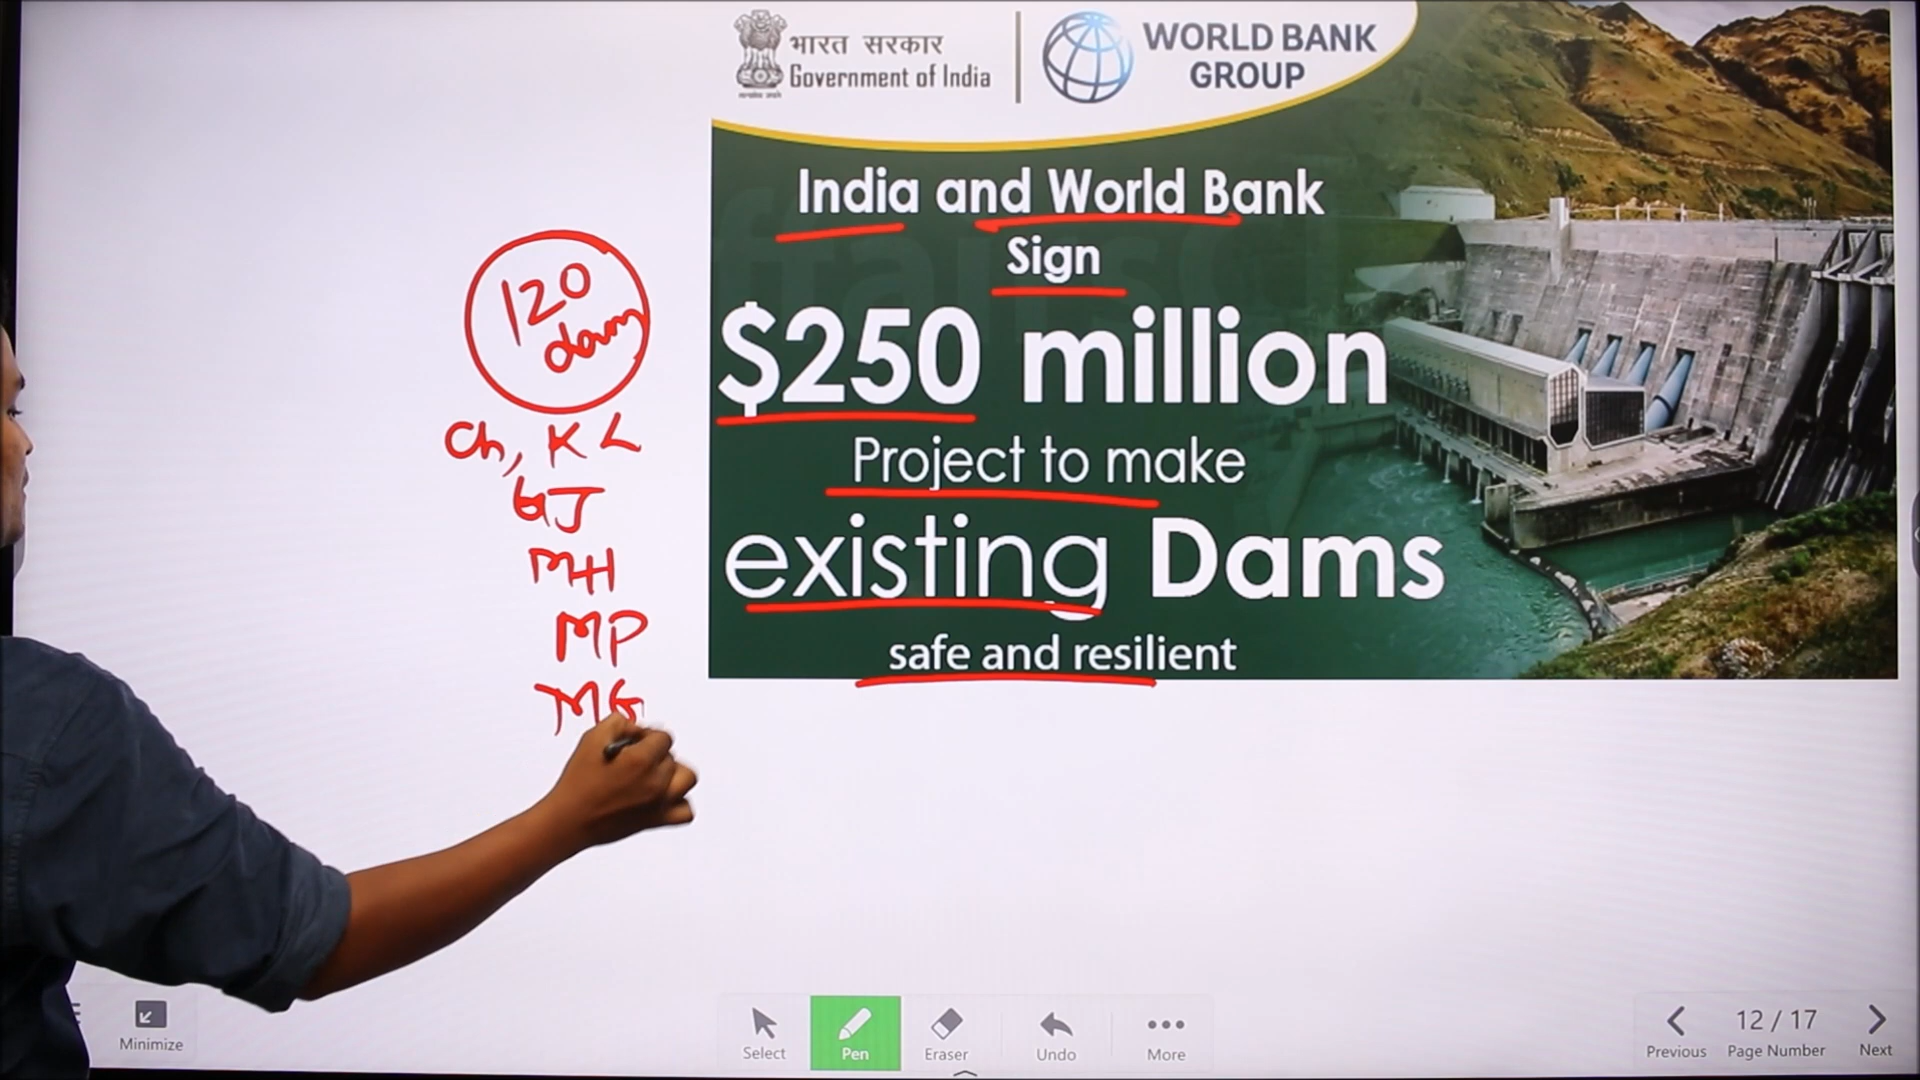 भारत सरकार
Government of India
WORLD BANK
GROUP
India and World Bank
Sign
$250 million
Project to make
existing Dams
safe and resilient
120
dam
Ch, KL
GJ
MH
MP
MG
Minimize
Select
Pen
Eraser
Undo
More
Previous
12 / 17
Page Number
Next